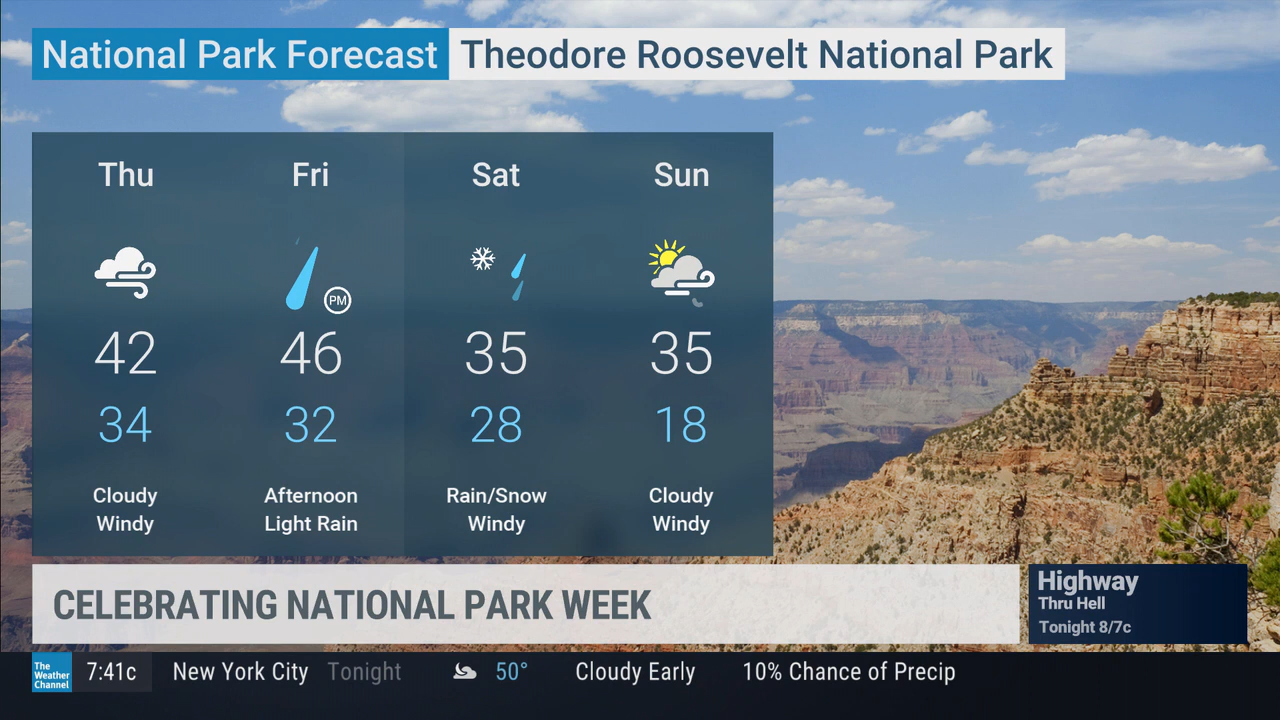 National Park Forecast Theodore Roosevelt National Park
Thu Fri Sat Sun
PM
42 46 35 35
34 32 28 18
Cloudy Windy
Afternoon Light Rain
Rain/Snow Windy
Cloudy Windy
CELEBRATING NATIONAL PARK WEEK
Highway
Thru Hell
Tonight 8/7c
The
Weather
Channel
7:41c New York City Tonight 50° Cloudy Early 10% Chance of Precip